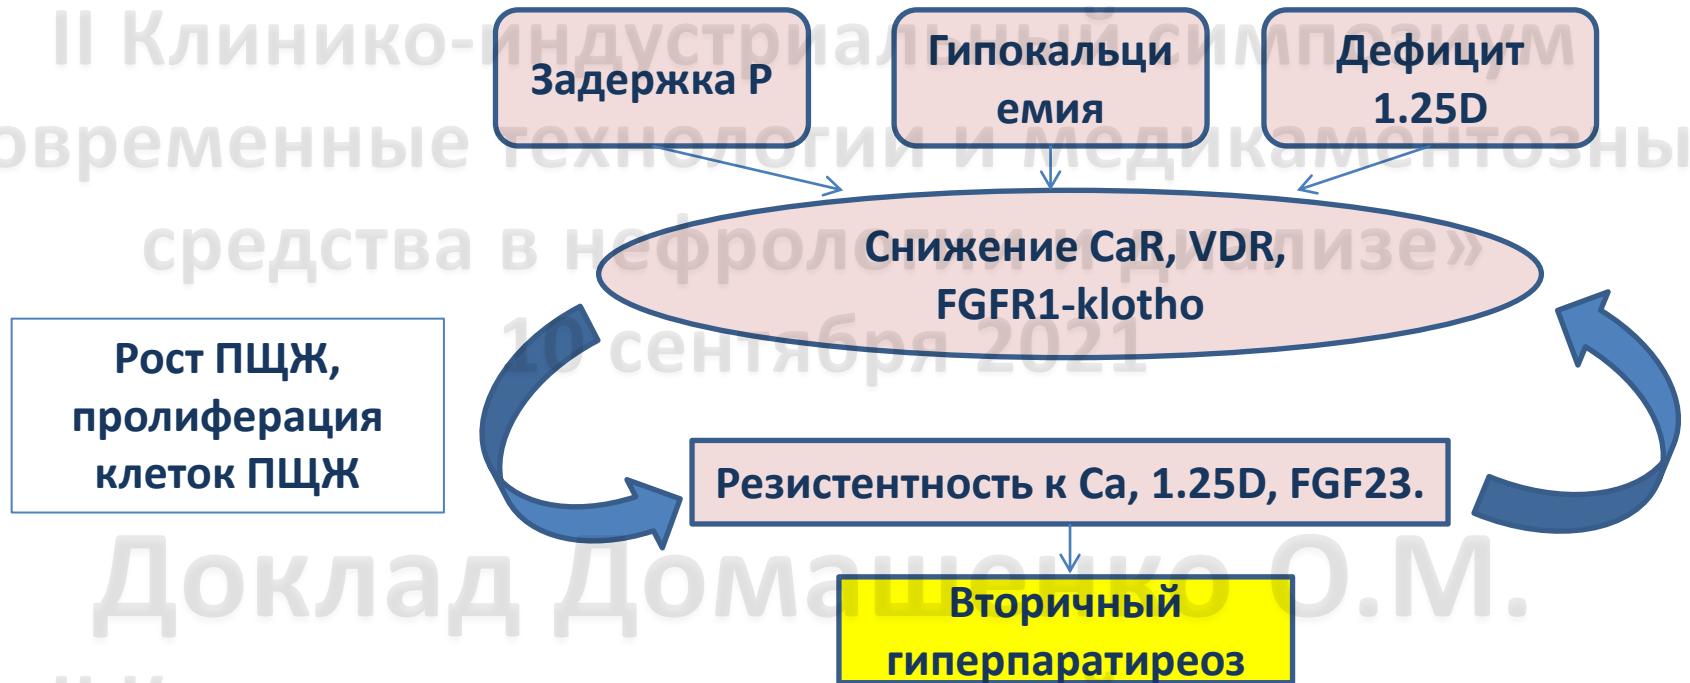 II Клинико-индустриальный симпозиум
Задержка Р
Гипокальци
емия
Дефицит
1.25D
овременные технологии и медикаментозны
средства в нефрологии и диализе»
Снижение CaR, VDR,
FGFR1-klotho
10 сентября 2021
Рост ПЩЖ,
пролиферация
клеток ПЩЖ
Резистентность к Ca, 1.25D, FGF23.
Доклад Домашенко О.М.
Вторичный
гиперпаратиреоз